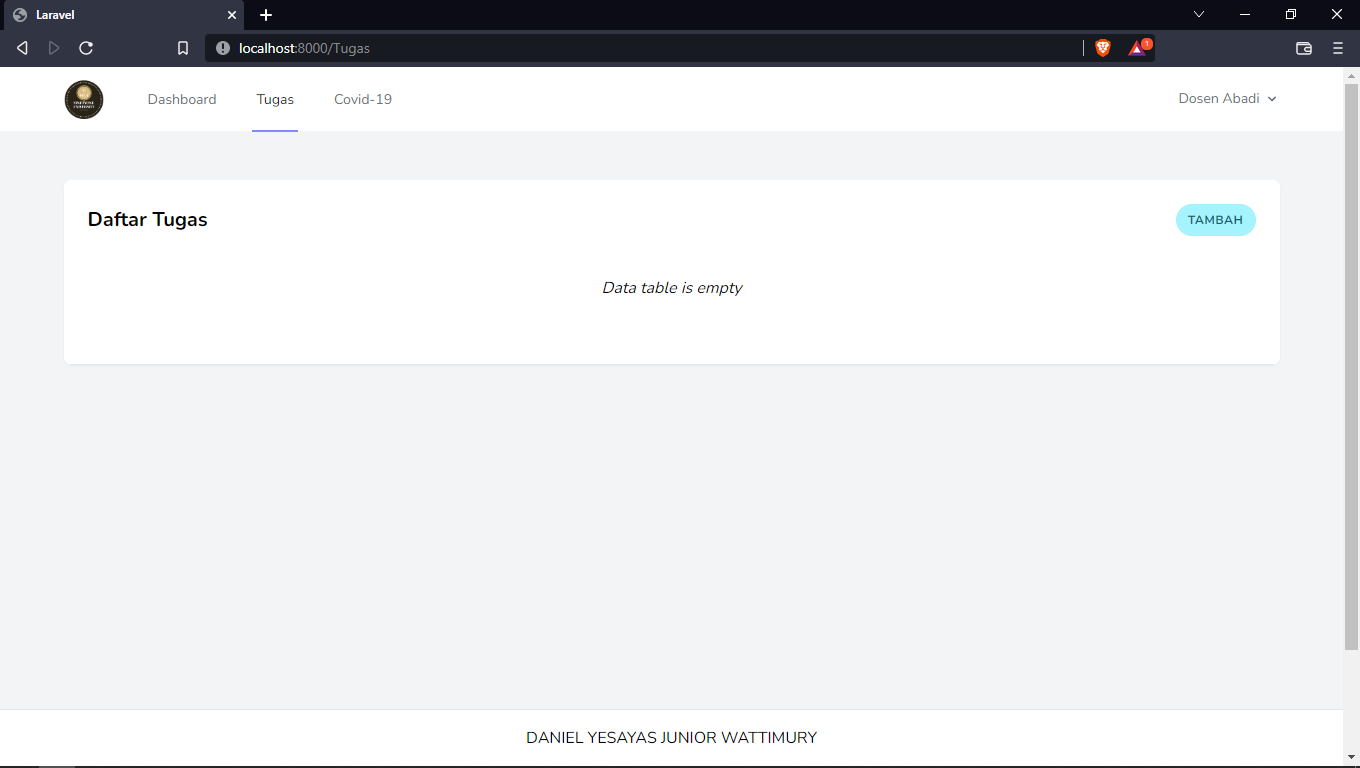 Laravel
localhost:8000/Tugas
1
Dashboard Tugas Covid-19 Dosen Abadi
Daftar Tugas
TAMBAH
Data table is empty
DANIEL YESAYAS JUNIOR WATTIMURY